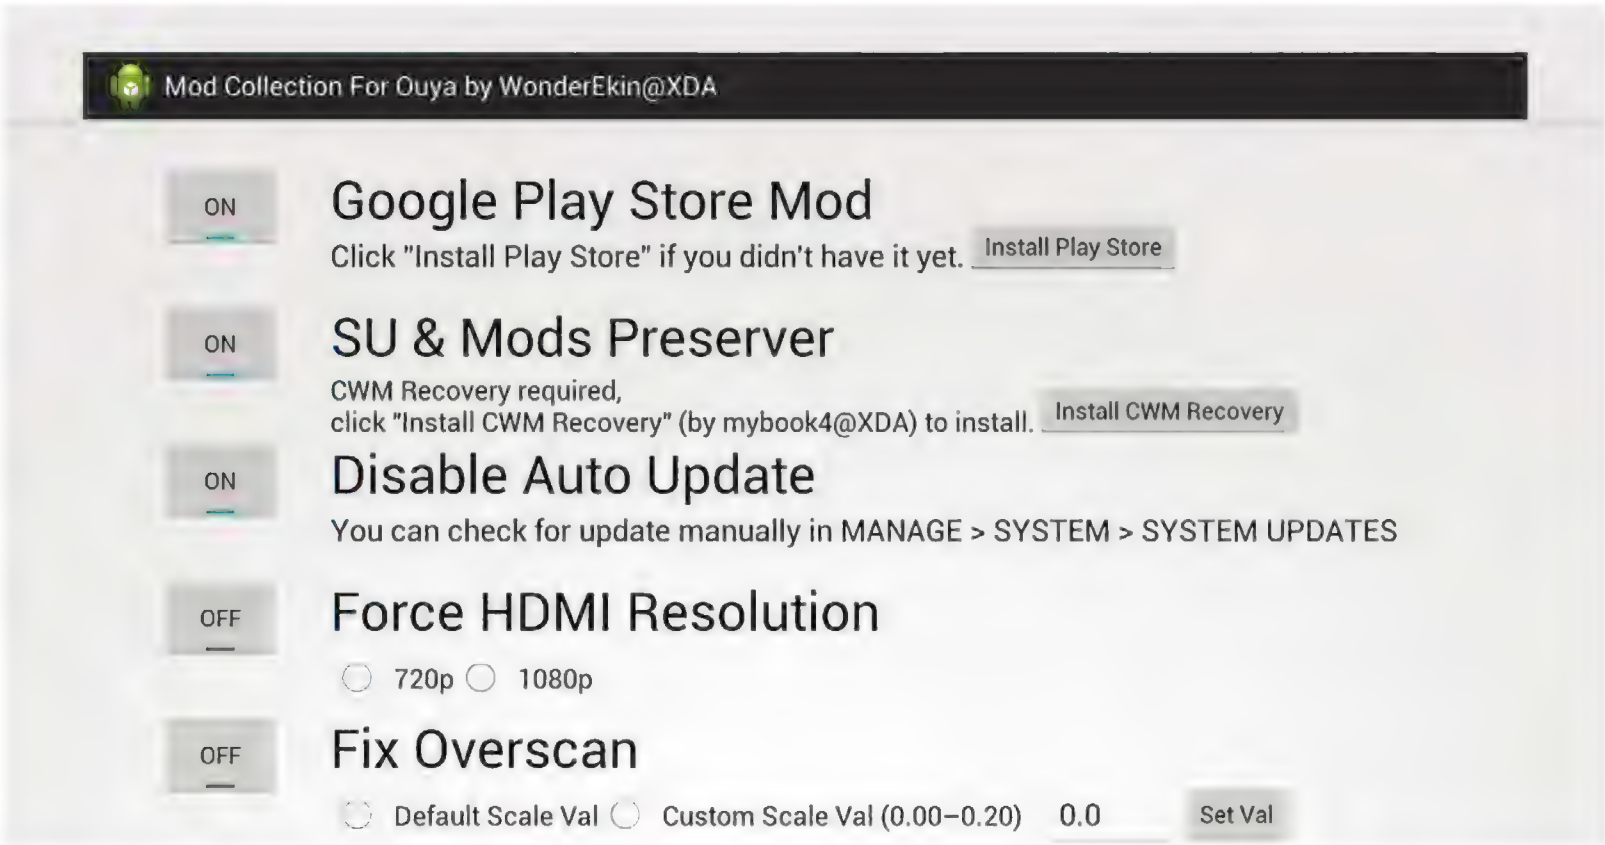 Mod Collection For Ouya by WonderEkin@XDA
ON
Google Play Store Mod
Click "Install Play Store" if you didn't have it yet. Install Play Store
ON
SU & Mods Preserver
CWM Recovery required,
click "Install CWM Recovery" (by mybook4@XDA) to install. Install CWM Recovery
ON
Disable Auto Update
You can check for update manually in MANAGE > SYSTEM > SYSTEM UPDATES
OFF
Force HDMI Resolution
720p 1080p
OFF
Fix Overscan
Default Scale Val Custom Scale Val (0.00–0.20) 0.0 Set Val